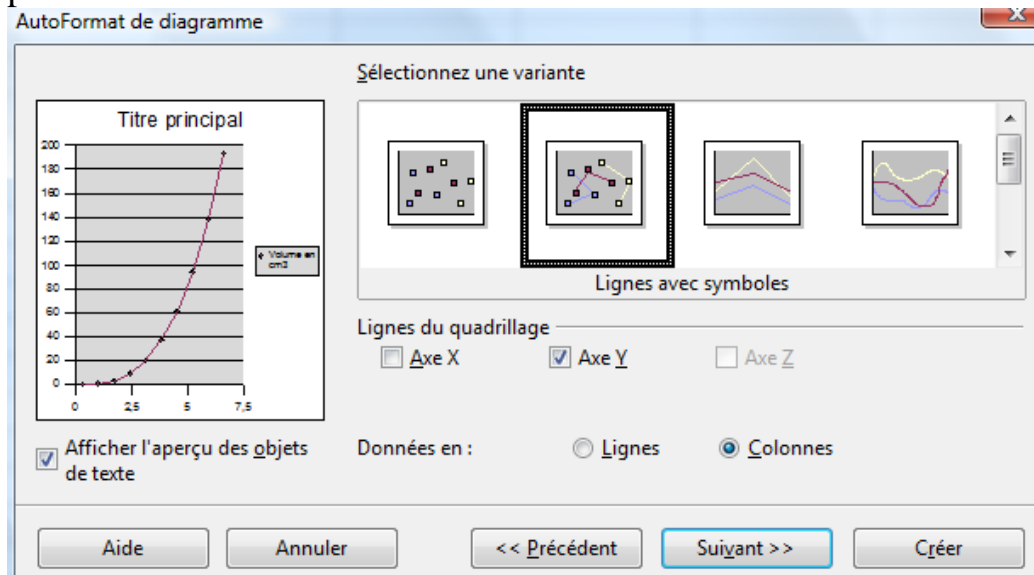 AutoFormat de diagramme
Sélectionnez une variante
Titre principal
200
180
160
140
120
100
80
60
40
20
0
0 2,5 5 7,5
Volume en
cm3
Lignes avec symboles
Lignes du quadrillage
Axe X Axe Y Axe Z
Afficher l'aperçu des objets
de texte
Données en : Lignes Colonnes
Aide Annuler << Précédent Suivant >> Créer